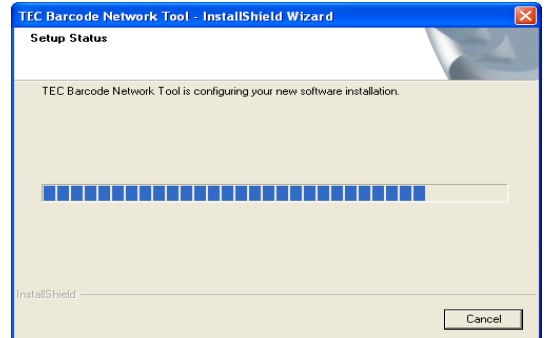 TEC Barcode Network Tool - InstallShield Wizard
Setup Status
TEC Barcode Network Tool is configuring your new software installation.
InstallShield
Cancel